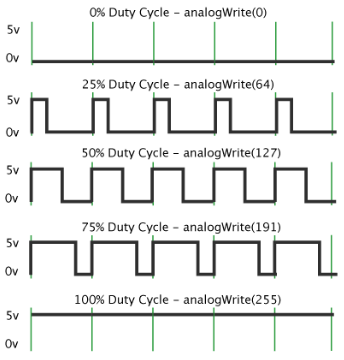 0% Duty Cycle – analogWrite(0)
5v
0v
25% Duty Cycle – analogWrite(64)
5v
0v
50% Duty Cycle – analogWrite(127)
5v
0v
75% Duty Cycle – analogWrite(191)
5v
0v
100% Duty Cycle – analogWrite(255)
5v
0v